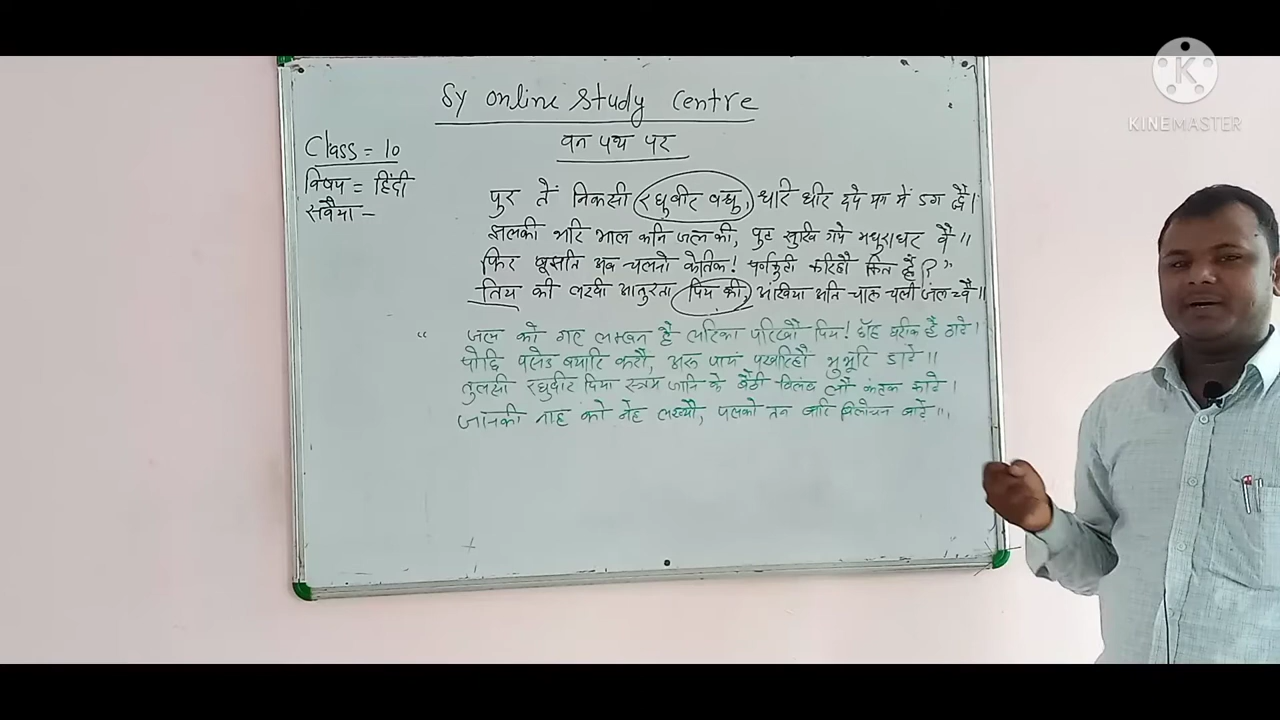 Sy online Study Centre
वन पथ पर
Class = 10
विषय = हिंदी
सवैया -
पुर तें निकसी रघुवीर वधु, धरि धीर दये मग में डग द्वै।
झलकी भरि भाल कनि जल की, पुट सुखि गये मधुराधर वै॥
फिर बुझति अब चलनो केतिक! पर्नकुटी करिहौ कित ह्वै?"
तिय की लखी आतुरता पिय की, अखिया अति चारु चली जल च्वै॥
"जल को गए लख्खन है लरिका परिखौ पिय! छाँह घरीक ह्वै ठाढे।
पोछि पसेउ बयारि करौ, अरु पायं पखारिहौ भुभूरि डाढे॥
तुलसी रघुवीर प्रिया स्त्रम जानि के बैठी विलंब लौ कंटक काढे।
जानकी नाह को नेह लख्यौ, पुलको तन बारि विलोचन बाढ़े॥
KINEMASTER